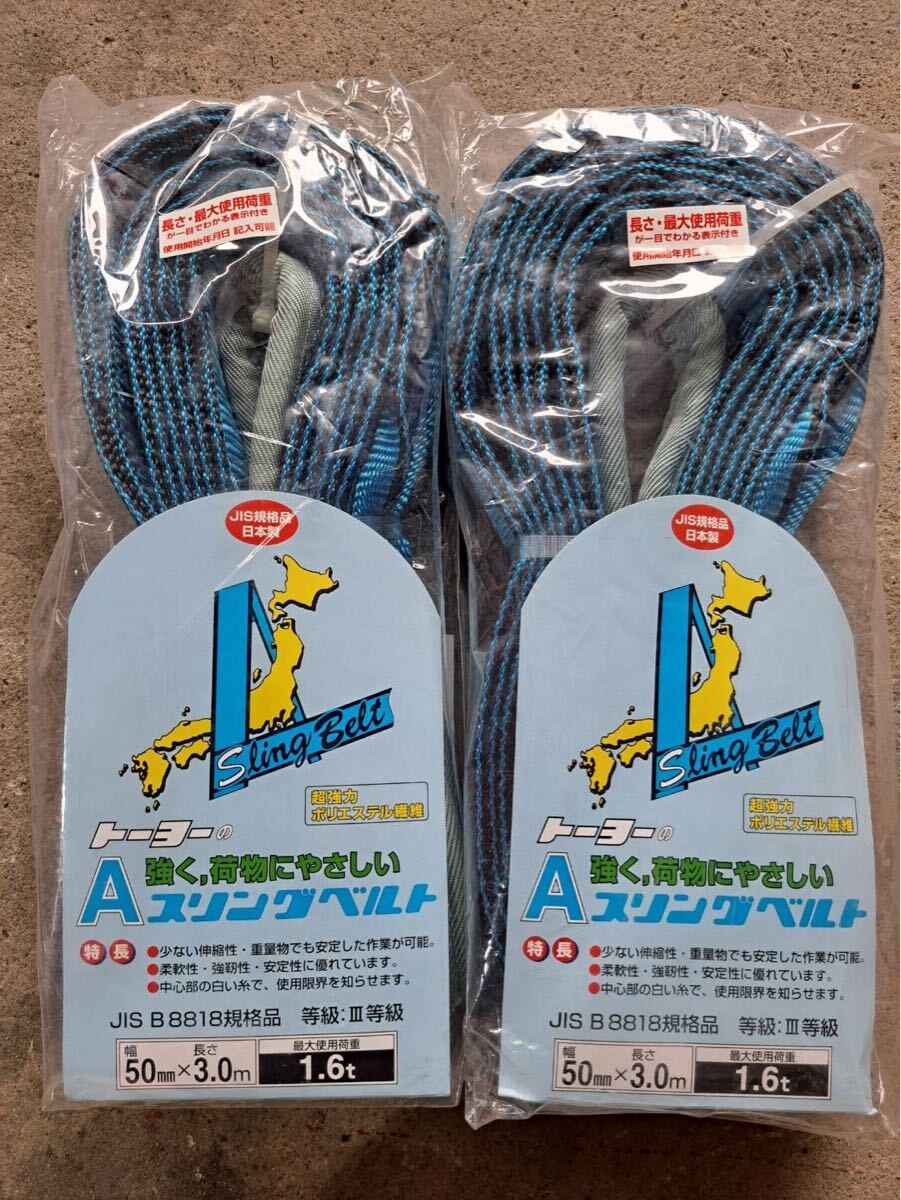 長さ・最大使用荷重
が一目でわかる表示付き
使用開始年月日 記入可能
JIS規格品
日本製
Sling Belt
超強力
ポリエステル繊維
トーヨーの
強く,荷物にやさしい
Aスリングベルト
特長
●少ない伸縮性・重量物でも安定した作業が可能。
●柔軟性・強靭性・安定性に優れています。
●中心部の白い糸で、使用限界を知らせます。
JIS B8818規格品 等級:Ⅲ等級
幅 長さ
50mm×3.0m
最大使用荷重
1.6t
長さ・最大使用荷重
が一目でわかる表示付き
使用開始年月日
JIS規格品
日本製
Sling Belt
超強力
ポリエステル繊維
トーヨーの
強く,荷物にやさしい
Aスリングベルト
特長
●少ない伸縮性・重量物でも安定した作業が可能。
●柔軟性・強靭性・安定性に優れています。
●中心部の白い糸で、使用限界を知らせます。
JIS B8818規格品 等級:Ⅲ等級
幅 長さ
50mm×3.0m
最大使用荷重
1.6t